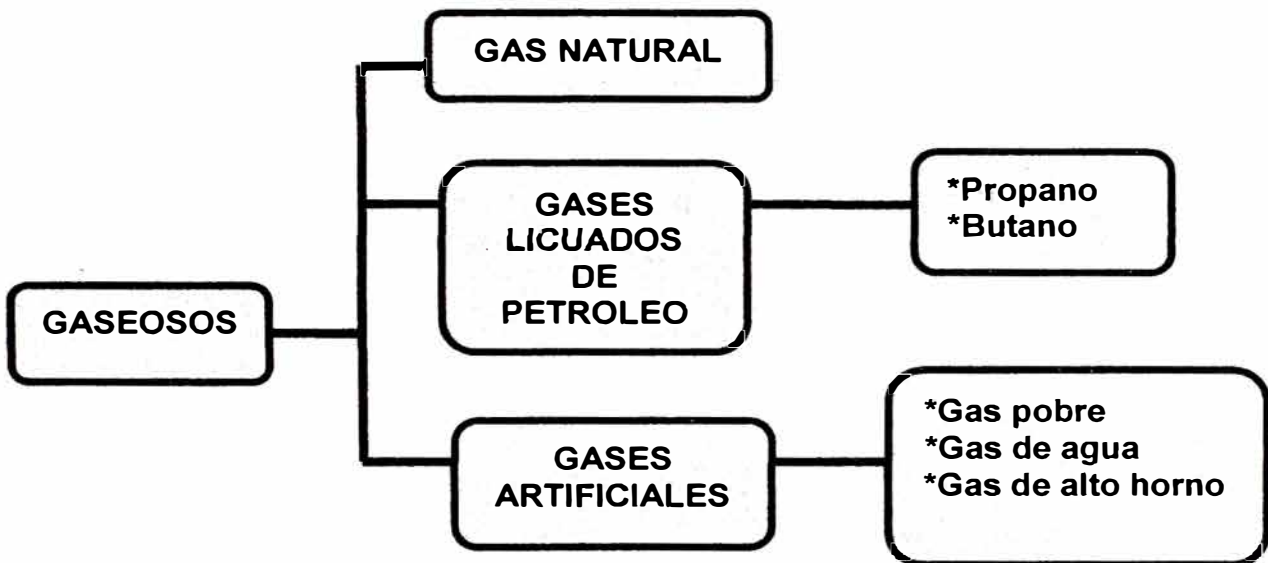 GAS NATURAL
GASES
LICUADOS
DE
PETROLEO
*Propano
*Butano
GASEOSOS
GASES
ARTIFICIALES
*Gas pobre
*Gas de agua
*Gas de alto horno